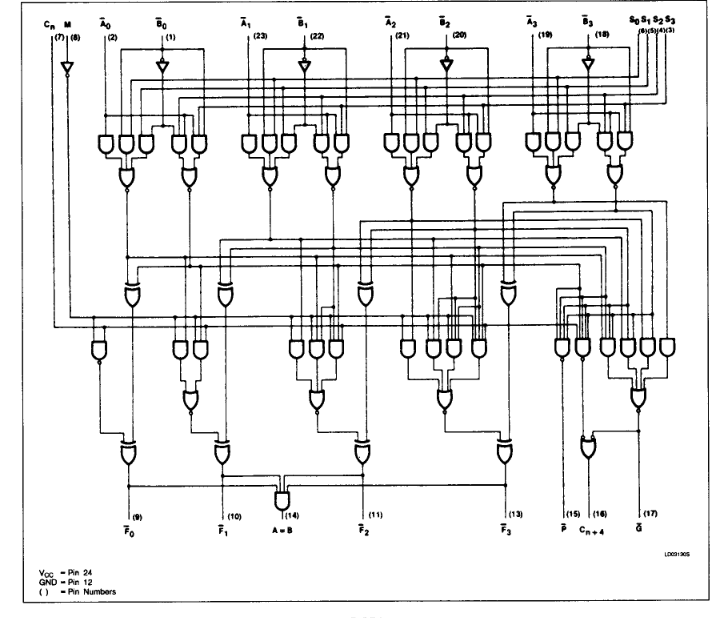 Cn M A̅0 B̅0 A̅1 B̅1 A̅2 B̅2 A̅3 B̅3 S0 S1 S2 S3
(7) (8) (2) (1) (23) (22) (21) (20) (19) (18) (6) (5) (4) (3)
(9) (10) (14) (11) (13) (15) (16) (17)
F̅0 F̅1 A = B F̅2 F̅3 P̅ Cn + 4 G̅
LD03190S
VCC = Pin 24
GND = Pin 12
( ) = Pin Numbers